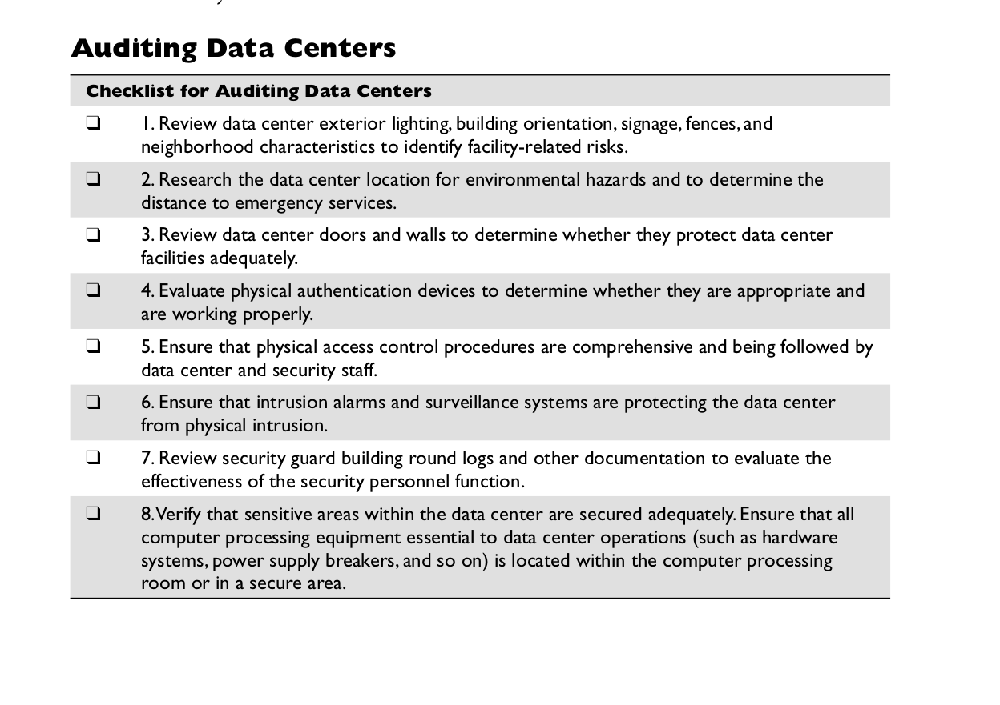 Auditing Data Centers
Checklist for Auditing Data Centers
❏ 1. Review data center exterior lighting, building orientation, signage, fences, and
neighborhood characteristics to identify facility-related risks.
❏ 2. Research the data center location for environmental hazards and to determine the
distance to emergency services.
❏ 3. Review data center doors and walls to determine whether they protect data center
facilities adequately.
❏ 4. Evaluate physical authentication devices to determine whether they are appropriate and
are working properly.
❏ 5. Ensure that physical access control procedures are comprehensive and being followed by
data center and security staff.
❏ 6. Ensure that intrusion alarms and surveillance systems are protecting the data center
from physical intrusion.
❏ 7. Review security guard building round logs and other documentation to evaluate the
effectiveness of the security personnel function.
❏ 8. Verify that sensitive areas within the data center are secured adequately. Ensure that all
computer processing equipment essential to data center operations (such as hardware
systems, power supply breakers, and so on) is located within the computer processing
room or in a secure area.